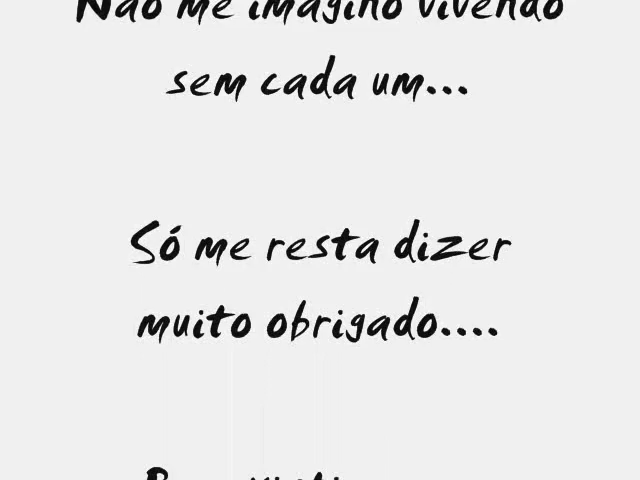 Não me imagino vivendo
sem cada um...
Só me resta dizer
muito obrigado....